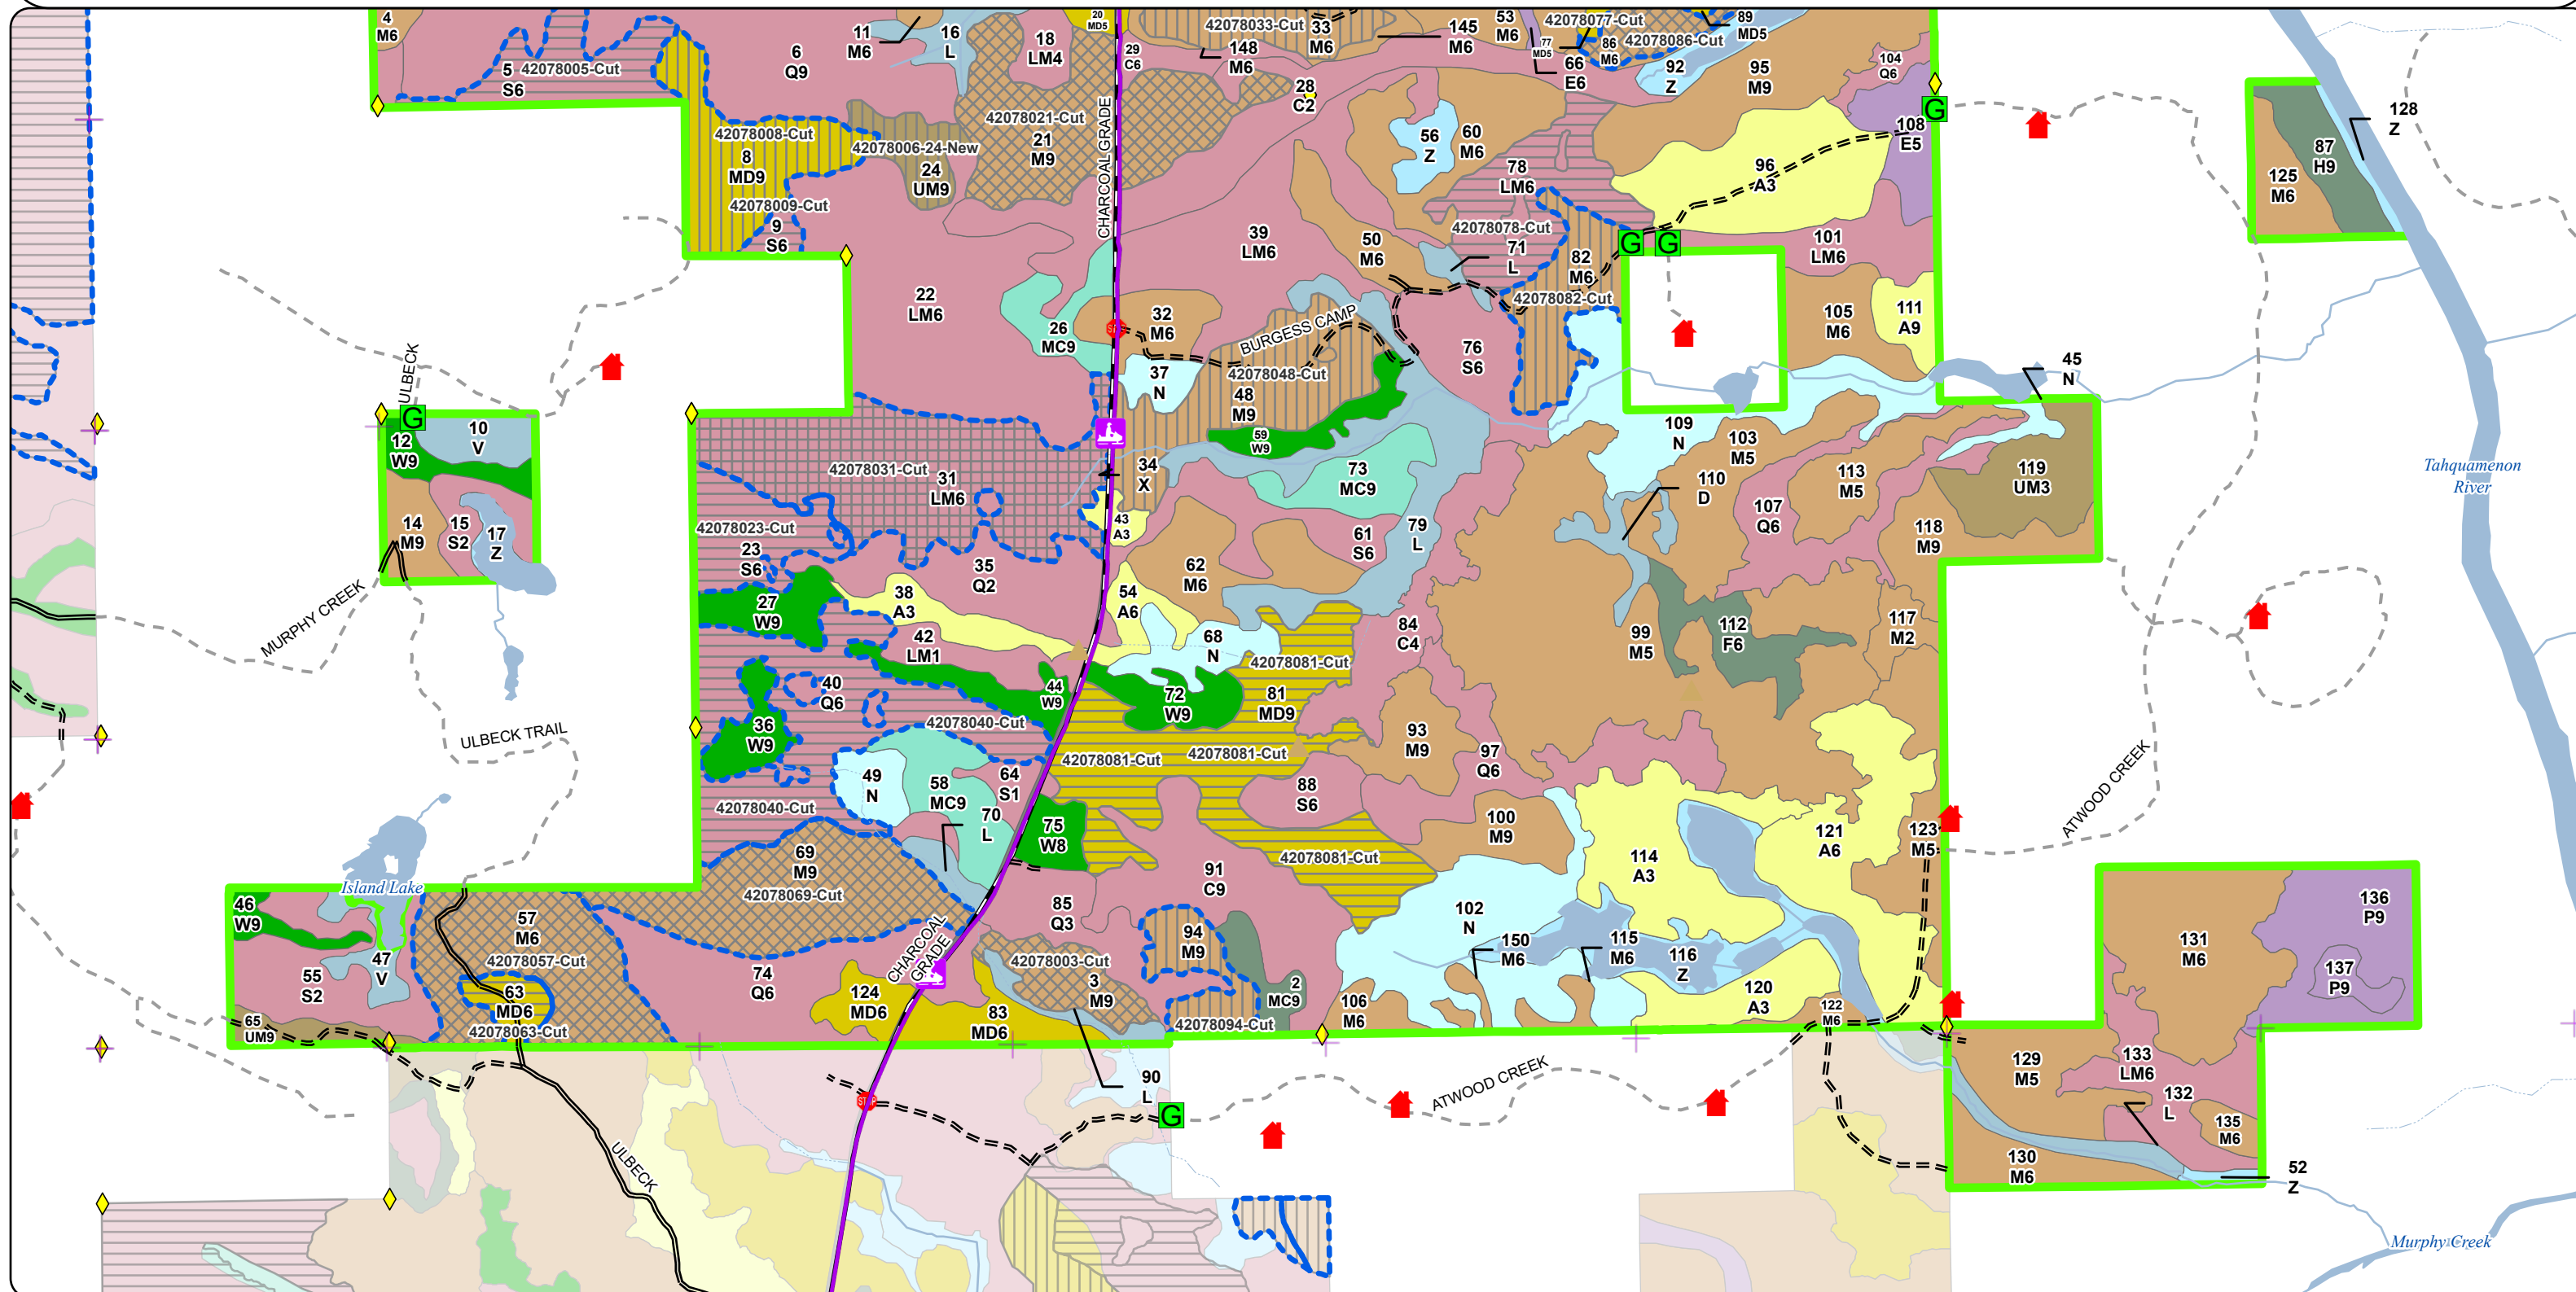 4
M6
5
S6
42078005-Cut
6
Q9
11
M6
16
L
18
LM4
20
MD5
29
C6
42078033-Cut
33
M6
148
M6
145
M6
53
M6
42078077-Cut
77
MD5
86
M6
42078086-Cut
89
MD5
66
E6
92
Z
95
M9
104
Q6
28
C2
42078008-Cut
8
MD9
42078006-24-New
24
UM9
42078021-Cut
21
M9
CHARCOAL GRADE
56
Z
60
M6
78
LM6
96
A3
108
E5
G
128
Z
87
H9
125
M6
42078009-Cut
9
S6
39
LM6
50
M6
42078078-Cut
71
L
82
M6
G
G
101
LM6
22
LM6
26
MC9
32
M6
STOP
BURGESS CAMP
42078082-Cut
105
M6
111
A9
76
S6
45
N
37
N
42078048-Cut
48
M9
59
W9
ULBECK
G
10
V
12
W9
14
M9
15
S2
17
Z
MURPHY CREEK
42078031-Cut
31
LM6
34
X
73
MC9
109
N
103
M5
110
D
113
M5
119
UM3
107
Q6
118
M9
Tahquamenon
River
42078023-Cut
23
S6
43
A3
61
S6
79
L
35
Q2
62
M6
27
W9
38
A3
54
A6
42
LM1
68
N
84
C4
99
M5
112
F6
117
M2
42078081-Cut
40
Q6
44
W9
72
W9
81
MD9
36
W9
42078040-Cut
ULBECK TRAIL
42078081-Cut
42078081-Cut
93
M9
97
Q6
49
N
58
MC9
64
S1
88
S6
42078040-Cut
70
L
75
W8
100
M9
121
A6
123
M5
ATWOOD CREEK
69
M9
42078069-Cut
42078081-Cut
114
A3
91
C9
Island Lake
46
W9
57
M6
42078057-Cut
85
Q3
102
N
150
M6
115
M6
116
Z
136
P9
131
M6
137
P9
CHARCOAL
GRADE
94
M9
47
V
55
S2
63
MD6
42078063-Cut
74
Q6
124
MD6
83
MD6
42078003-Cut
3
M9
2
MC9
42078094-Cut
106
M6
120
A3
122
M6
65
UM9
129
M5
133
LM6
132
L
135
M6
130
M6
52
Z
90
L
G
STOP
ATWOOD CREEK
ULBECK
Murphy Creek